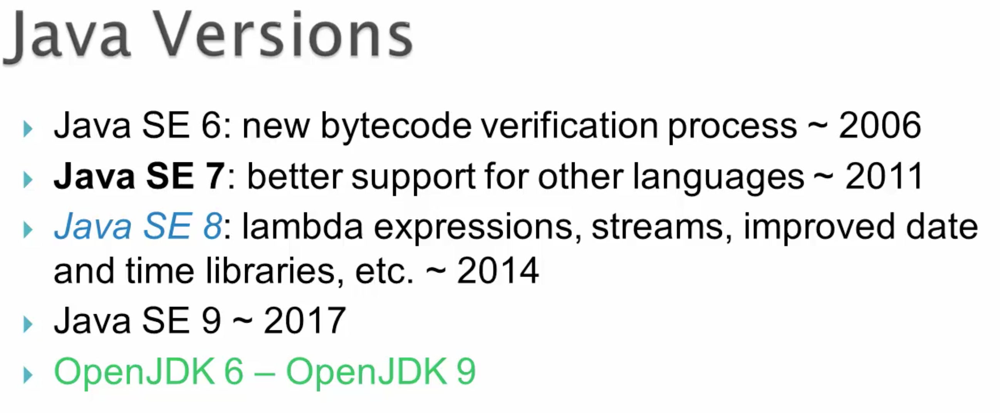 Java Versions
Java SE 6: new bytecode verification process ~ 2006
Java SE 7: better support for other languages ~ 2011
Java SE 8: lambda expressions, streams, improved date
and time libraries, etc. ~ 2014
Java SE 9 ~ 2017
OpenJDK 6 – OpenJDK 9